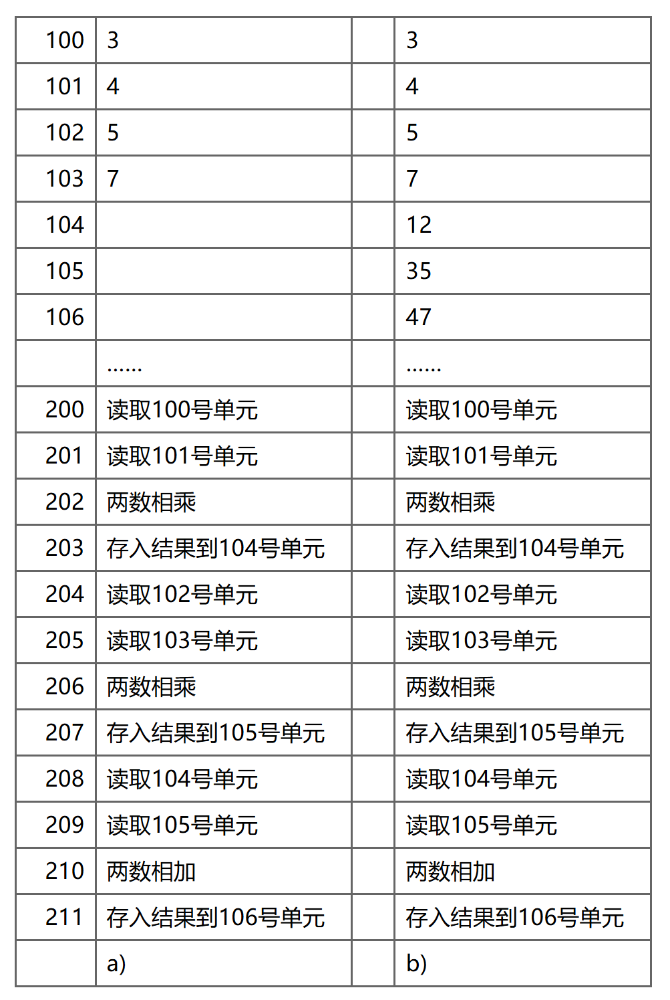 100 3 3
101 4 4
102 5 5
103 7 7
104 12
105 35
106 47
...... ......
200 读取100号单元 读取100号单元
201 读取101号单元 读取101号单元
202 两数相乘 两数相乘
203 存入结果到104号单元 存入结果到104号单元
204 读取102号单元 读取102号单元
205 读取103号单元 读取103号单元
206 两数相乘 两数相乘
207 存入结果到105号单元 存入结果到105号单元
208 读取104号单元 读取104号单元
209 读取105号单元 读取105号单元
210 两数相加 两数相加
211 存入结果到106号单元 存入结果到106号单元
a) b)